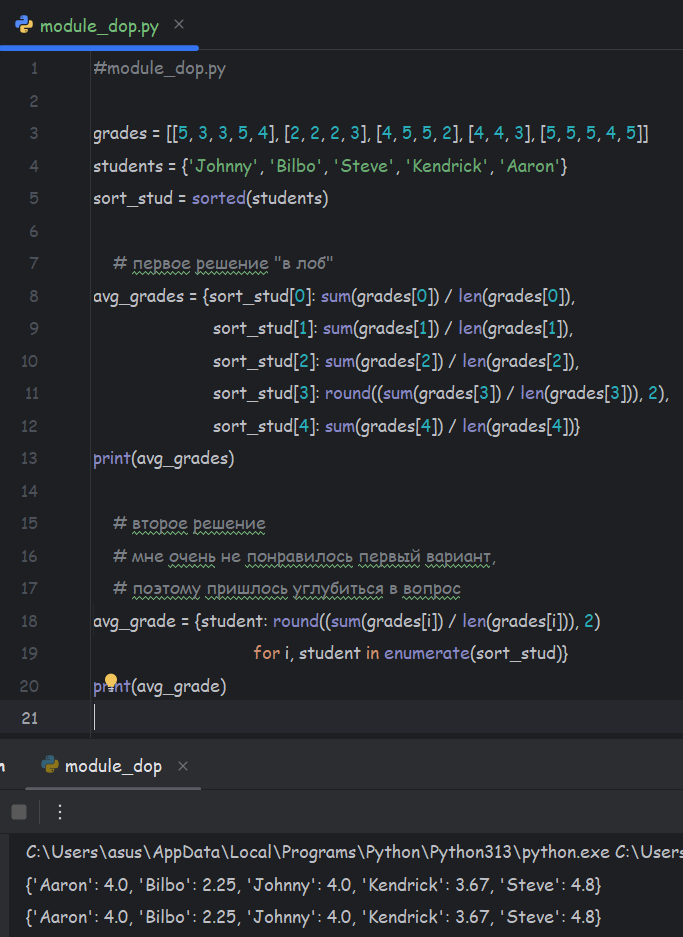 module_dop.py ×
1 #module_dop.py
2
3 grades = [[5, 3, 3, 5, 4], [2, 2, 2, 3], [4, 5, 5, 2], [4, 4, 3], [5, 5, 5, 4, 5]]
4 students = {'Johnny', 'Bilbo', 'Steve', 'Kendrick', 'Aaron'}
5 sort_stud = sorted(students)
6
7 # первое решение "в лоб"
8 avg_grades = {sort_stud[0]: sum(grades[0]) / len(grades[0]),
9 sort_stud[1]: sum(grades[1]) / len(grades[1]),
10 sort_stud[2]: sum(grades[2]) / len(grades[2]),
11 sort_stud[3]: round((sum(grades[3]) / len(grades[3])), 2),
12 sort_stud[4]: sum(grades[4]) / len(grades[4])}
13 print(avg_grades)
14
15 # второе решение
16 # мне очень не понравилось первый вариант,
17 # поэтому пришлось углубиться в вопрос
18 avg_grade = {student: round((sum(grades[i]) / len(grades[i])), 2)
19 for i, student in enumerate(sort_stud)}
20 print(avg_grade)
21
module_dop ×
C:\Users\asus\AppData\Local\Programs\Python\Python313\python.exe C:\Users
{'Aaron': 4.0, 'Bilbo': 2.25, 'Johnny': 4.0, 'Kendrick': 3.67, 'Steve': 4.8}
{'Aaron': 4.0, 'Bilbo': 2.25, 'Johnny': 4.0, 'Kendrick': 3.67, 'Steve': 4.8}